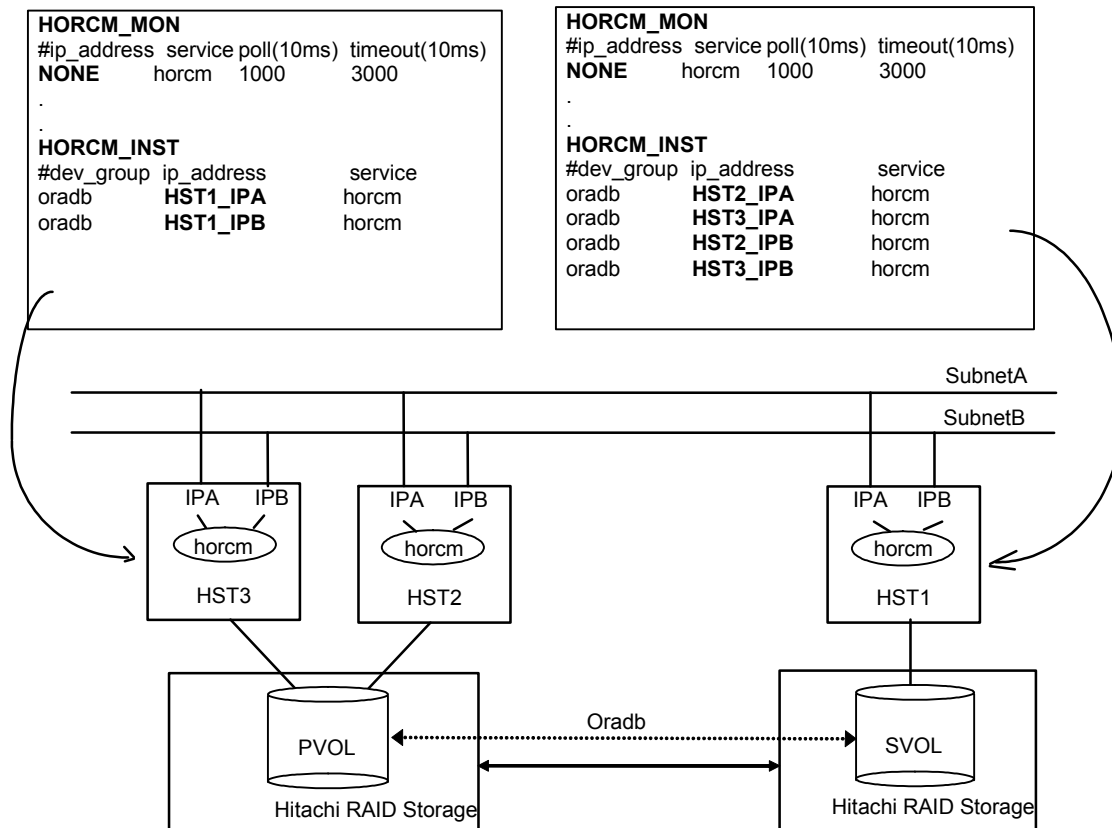 HORCM_MON
#ip_address service poll(10ms) timeout(10ms)
NONE horcm 1000 3000
.
.
HORCM_INST
#dev_group ip_address service
oradb HST1_IPA horcm
oradb HST1_IPB horcm
HORCM_MON
#ip_address service poll(10ms) timeout(10ms)
NONE horcm 1000 3000
.
.
HORCM_INST
#dev_group ip_address service
oradb HST2_IPA horcm
oradb HST3_IPA horcm
oradb HST2_IPB horcm
oradb HST3_IPB horcm
SubnetA
SubnetB
IPA IPB
horcm
HST3
IPA IPB
horcm
HST2
IPA IPB
horcm
HST1
Oradb
PVOL
SVOL
Hitachi RAID Storage
Hitachi RAID Storage